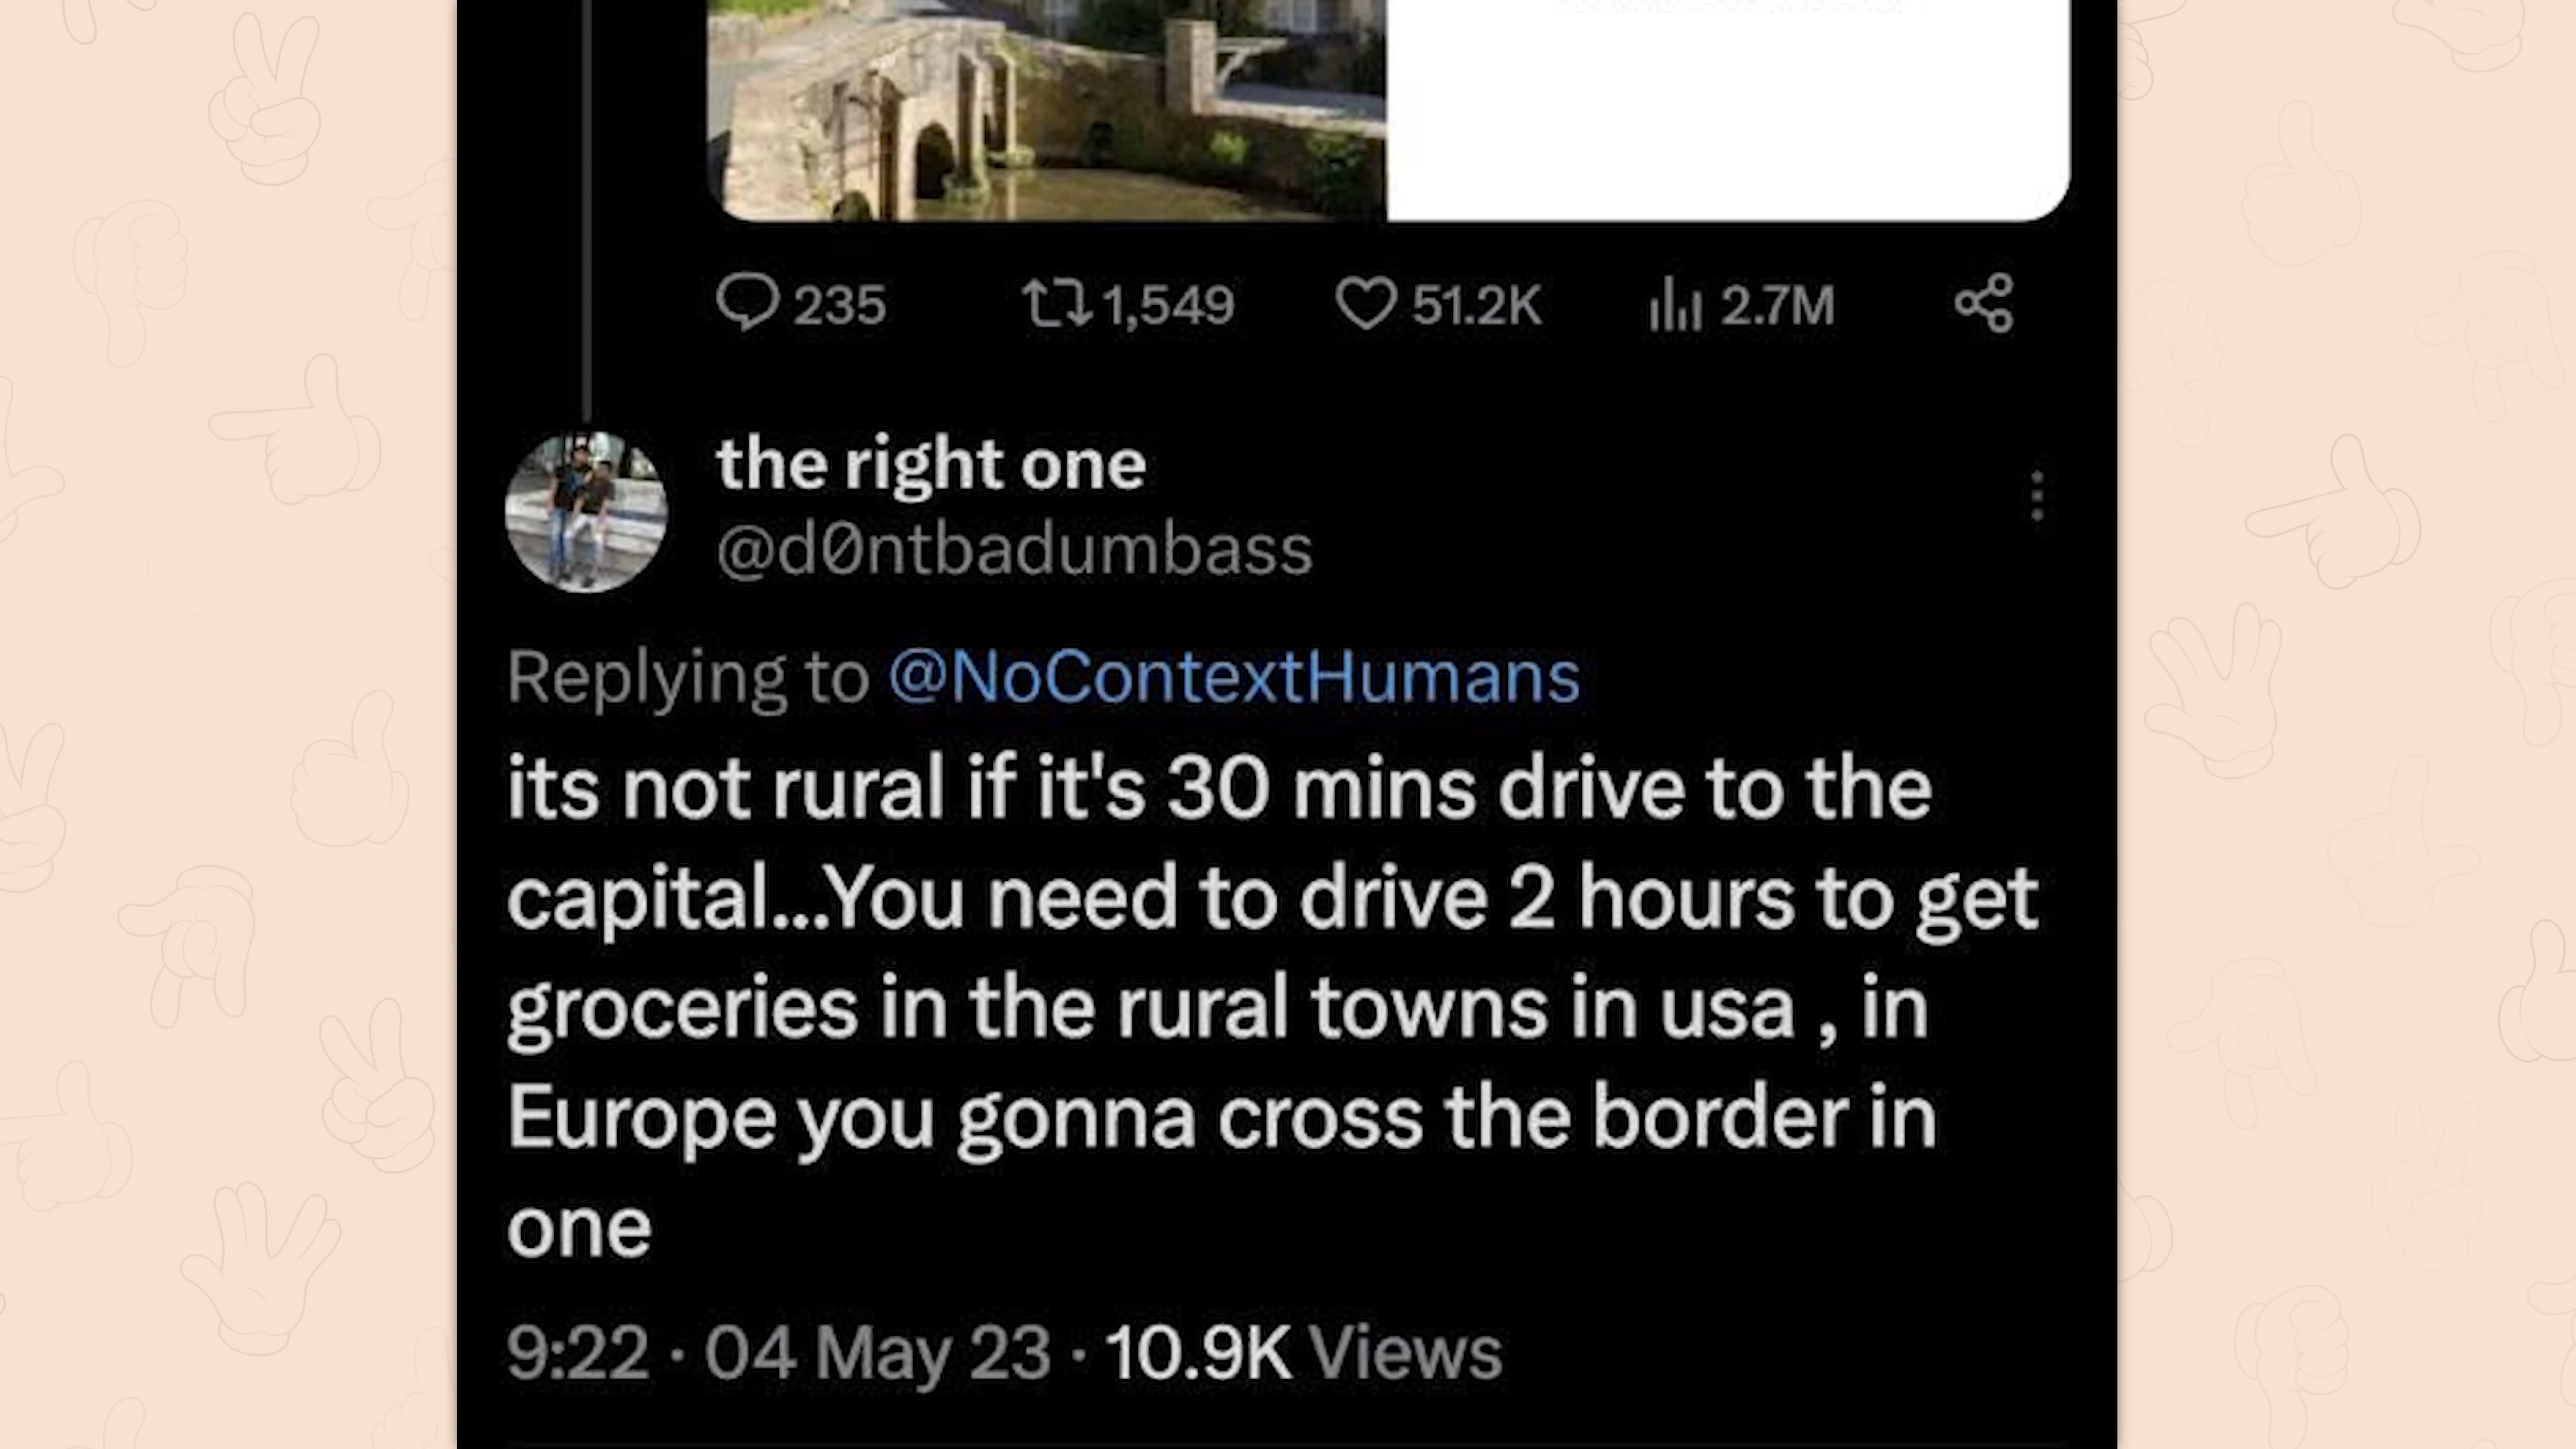 235 1,549 51.2K 2.7M
the right one
@d0ntbadumbass
Replying to @NoContextHumans
its not rural if it's 30 mins drive to the
capital...You need to drive 2 hours to get
groceries in the rural towns in usa , in
Europe you gonna cross the border in
one
9:22 · 04 May 23 · 10.9K Views